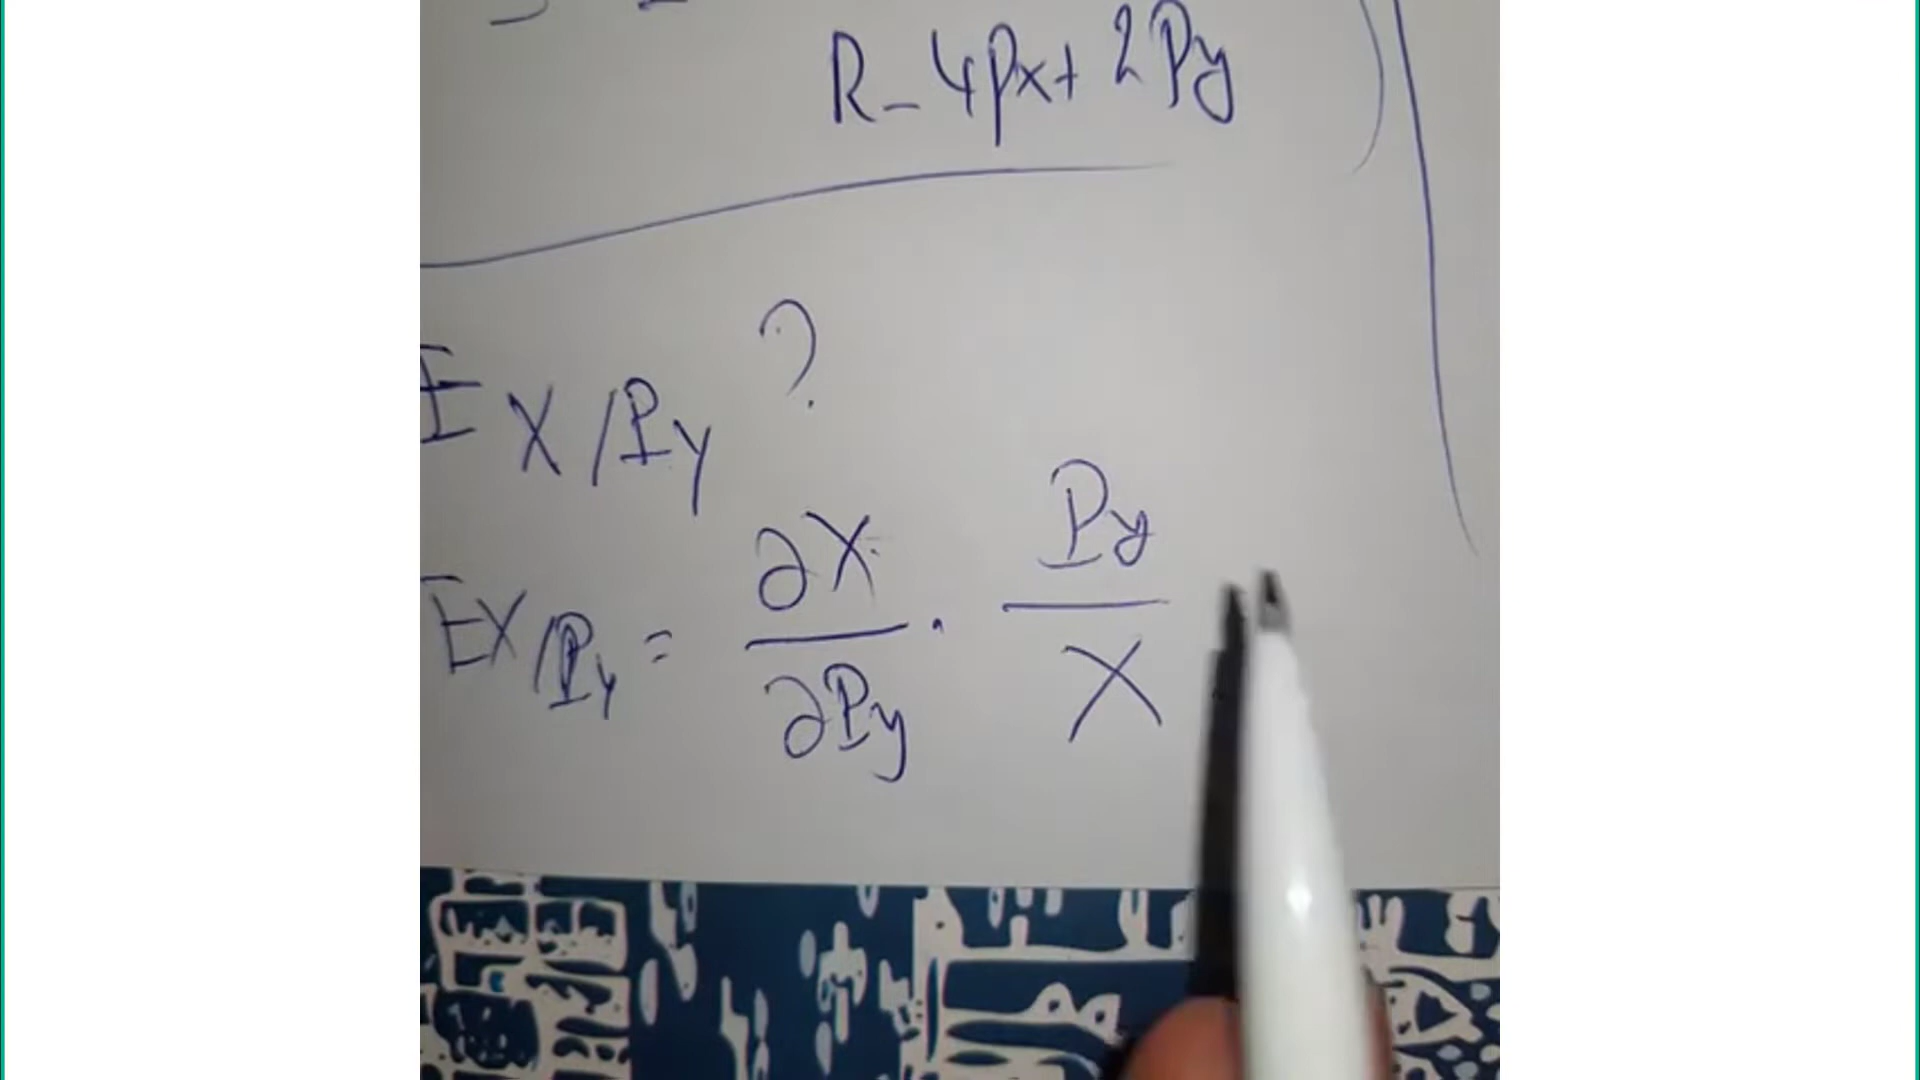 R - 4Px + 2Py
EX/Py ?
EX/Py = ∂X/∂Py · Py/X